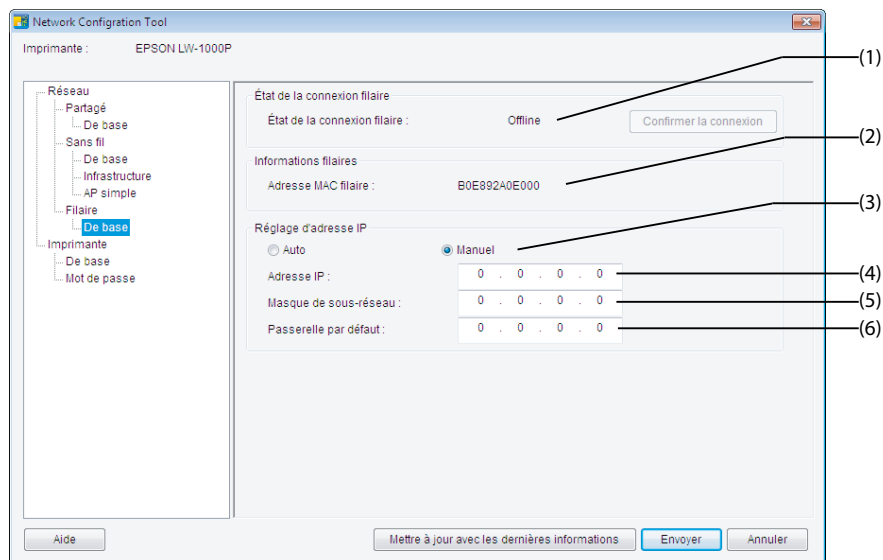 Network Configration Tool
Imprimante : EPSON LW-1000P
Réseau
Partagé
De base
Sans fil
De base
Infrastructure
AP simple
Filaire
De base
Imprimante
De base
Mot de passe
État de la connexion filaire
État de la connexion filaire : Offline Confirmer la connexion
Informations filaires
Adresse MAC filaire : B0E892A0E000
Réglage d'adresse IP
Auto Manuel
Adresse IP : 0 . 0 . 0 . 0
Masque de sous-réseau : 0 . 0 . 0 . 0
Passerelle par défaut : 0 . 0 . 0 . 0
(1)
(2)
(3)
(4)
(5)
(6)
Aide Mettre à jour avec les dernières informations Envoyer Annuler